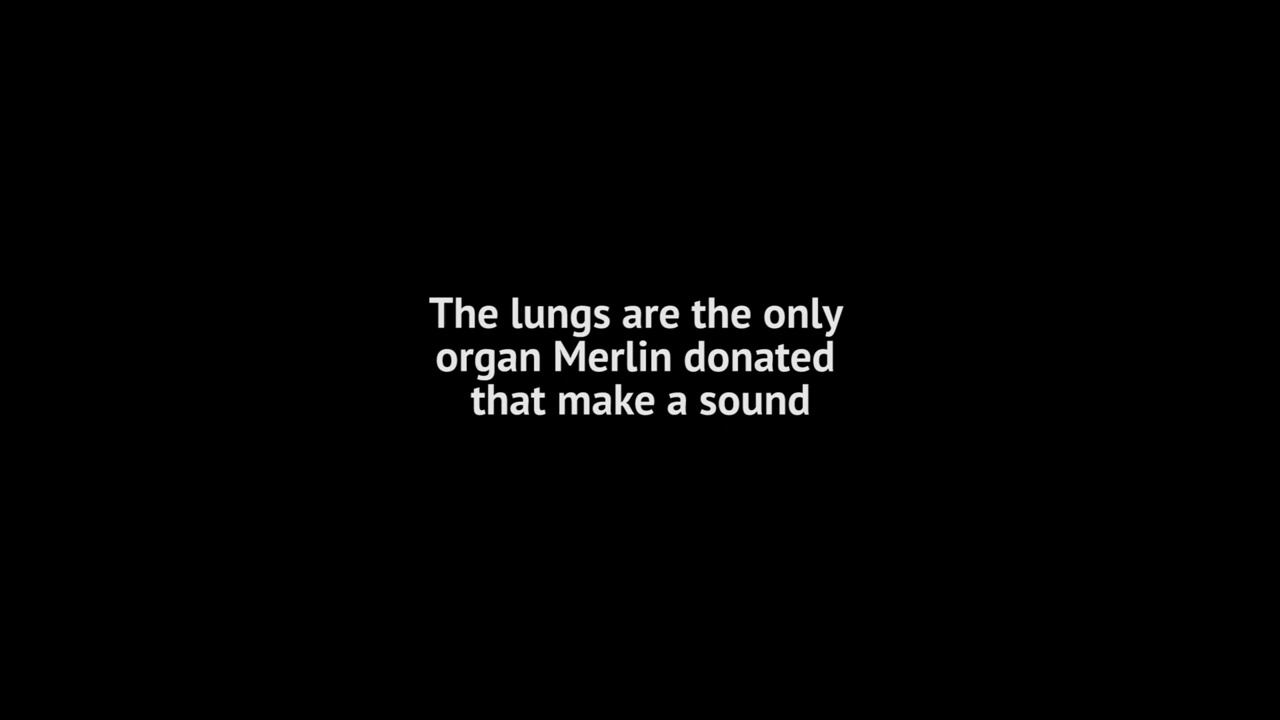 The lungs are the only
organ Merlin donated
that make a sound